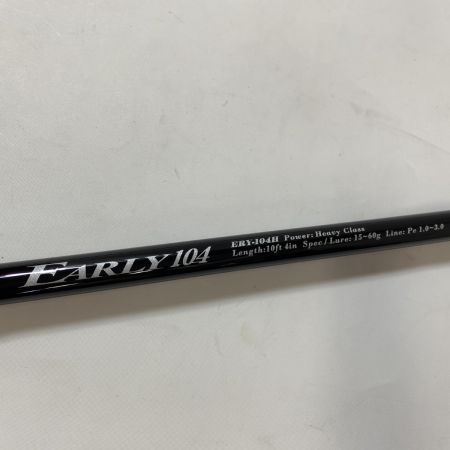 EARLY 104
ERY-104H Power: Heavy Class
Length:10ft 4in Spec / Lure: 15~60g Line: Pe 1.0~3.0